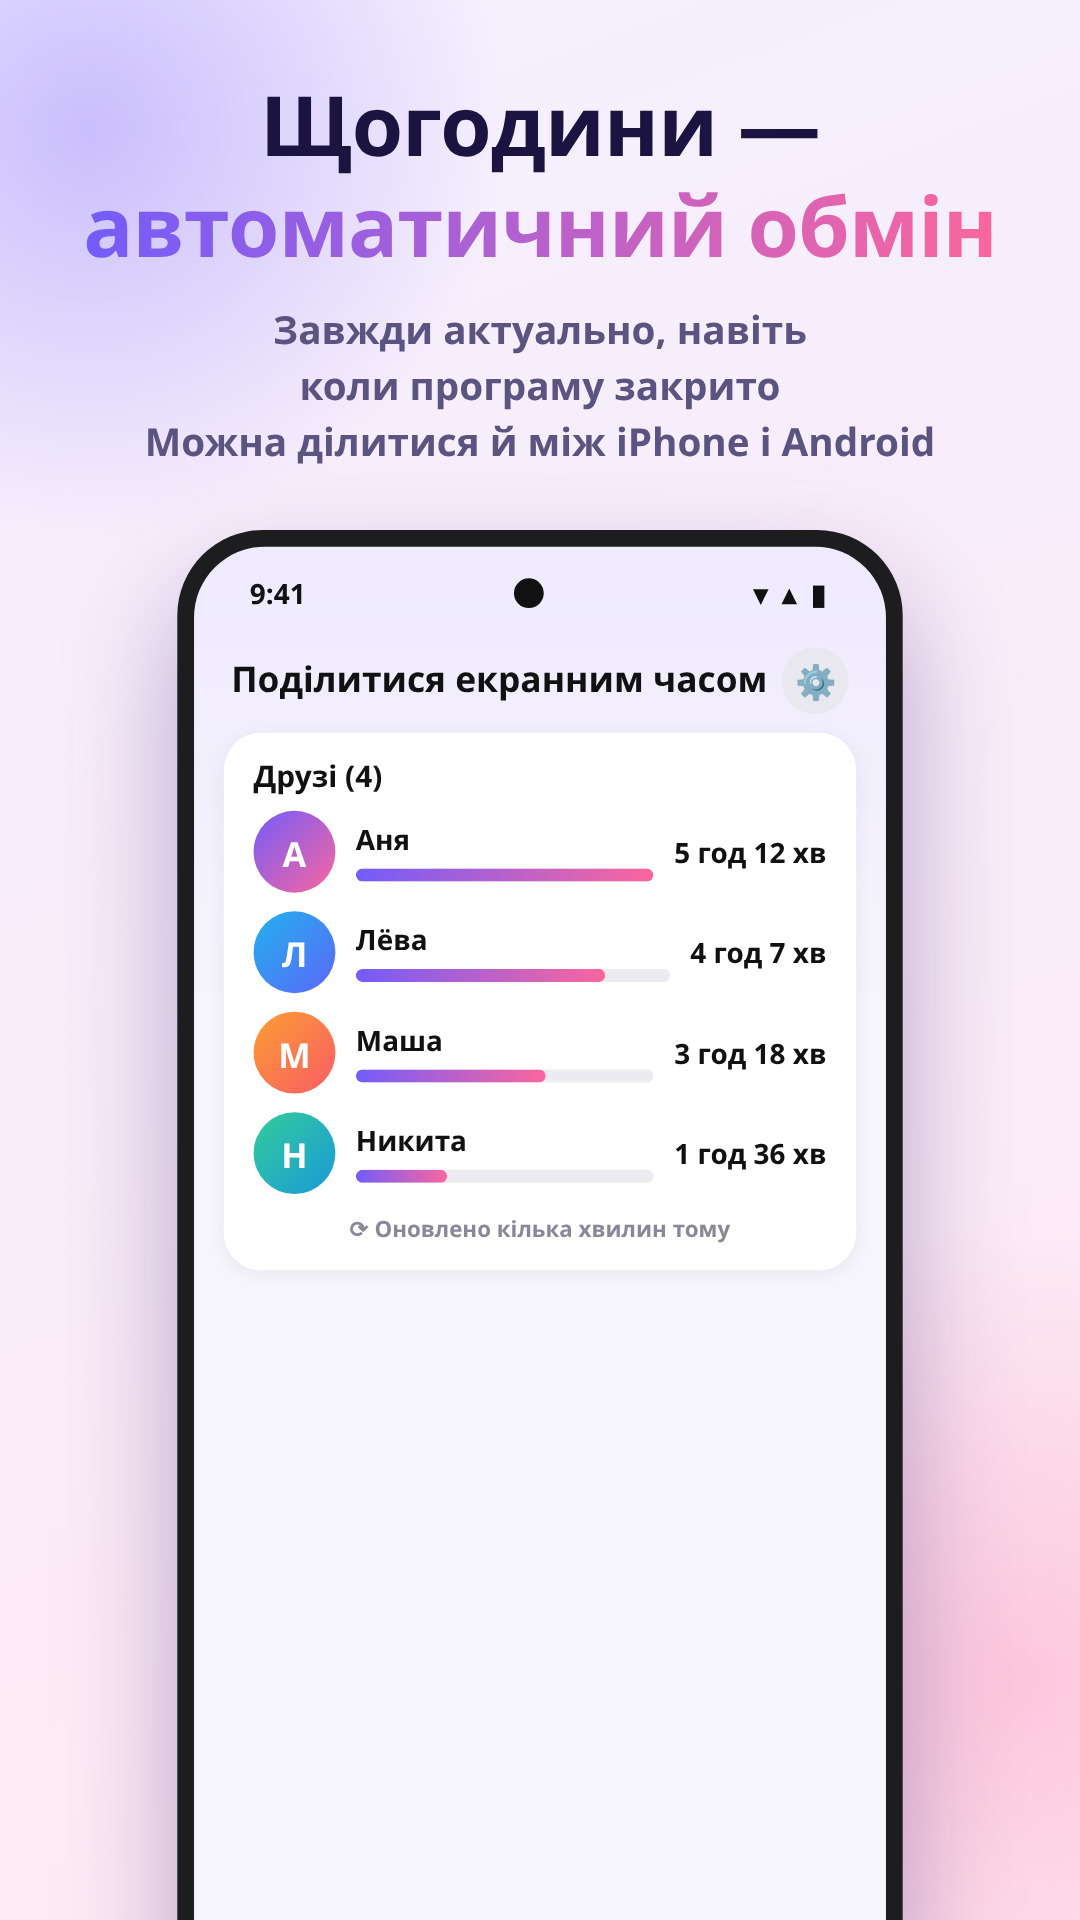 Щогодини —
автоматичний обмін
Завжди актуально, навіть
коли програму закрито
Можна ділитися й між iPhone і Android
9:41
Поділитися екранним часом
Друзі (4)
А
Аня
5 год 12 хв
Л
Лёва
4 год 7 хв
М
Маша
3 год 18 хв
Н
Никита
1 год 36 хв
⟳ Оновлено кілька хвилин тому